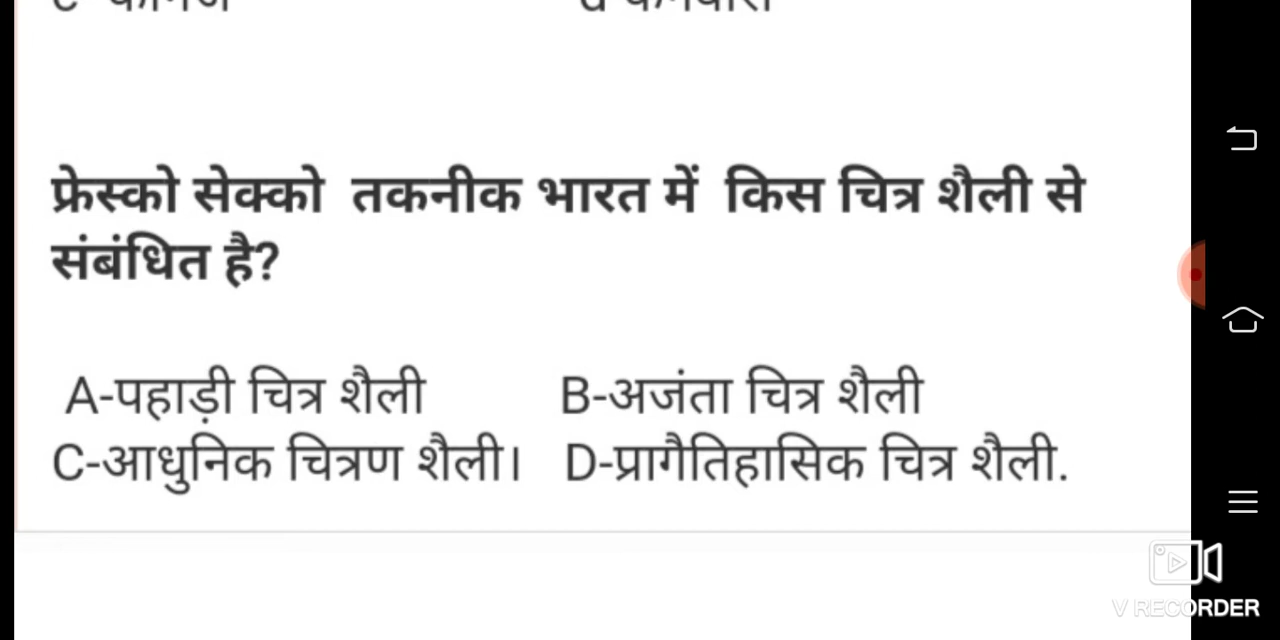 फ्रेस्को सेक्को तकनीक भारत में किस चित्र शैली से
संबंधित है?
A-पहाड़ी चित्र शैली B-अजंता चित्र शैली
C-आधुनिक चित्रण शैली। D-प्रागैतिहासिक चित्र शैली.
V RECORDER